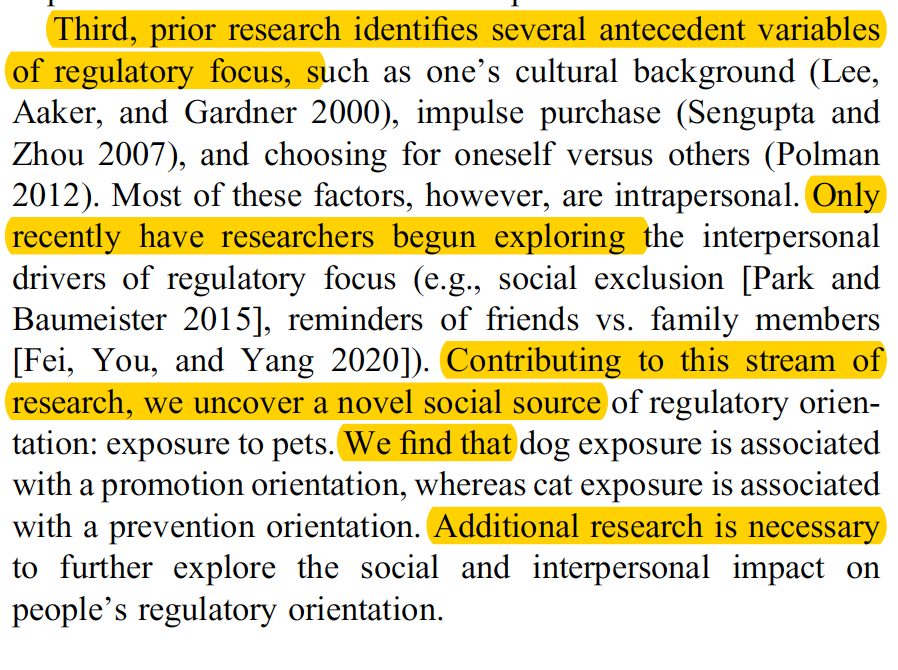 Third, prior research identifies several antecedent variables
of regulatory focus, such as one’s cultural background (Lee,
Aaker, and Gardner 2000), impulse purchase (Sengupta and
Zhou 2007), and choosing for oneself versus others (Polman
2012). Most of these factors, however, are intrapersonal. Only
recently have researchers begun exploring the interpersonal
drivers of regulatory focus (e.g., social exclusion [Park and
Baumeister 2015], reminders of friends vs. family members
[Fei, You, and Yang 2020]). Contributing to this stream of
research, we uncover a novel social source of regulatory orien-
tation: exposure to pets. We find that dog exposure is associated
with a promotion orientation, whereas cat exposure is associated
with a prevention orientation. Additional research is necessary
to further explore the social and interpersonal impact on
people’s regulatory orientation.